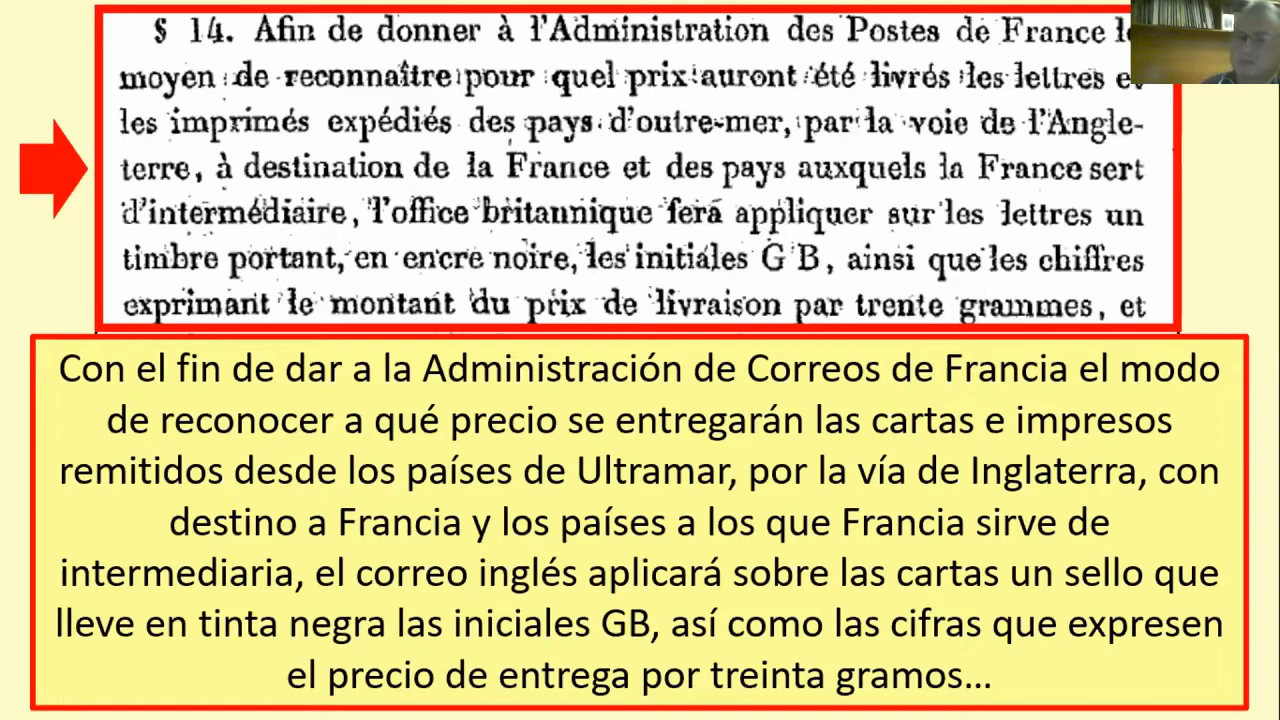 § 14. Afin de donner à l'Administration des Postes de France
moyen de reconnaître pour quel prix auront été livrés les lettres
les imprimés expédiés des pays d'outre-mer, par la voie de l'Angle-
terre, à destination de la France et des pays auxquels la France sert
d'intermédiaire, l'office britannique fera appliquer sur les lettres un
timbre portant, en encre noire, les initiales G B, ainsi que les chiffres
exprimant le montant du prix de livraison par trente grammes, et
Con el fin de dar a la Administración de Correos de Francia el modo
de reconocer a qué precio se entregarán las cartas e impresos
remitidos desde los países de Ultramar, por la vía de Inglaterra, con
destino a Francia y los países a los que Francia sirve de
intermediaria, el correo inglés aplicará sobre las cartas un sello que
lleve en tinta negra las iniciales GB, así como las cifras que expresen
el precio de entrega por treinta gramos...